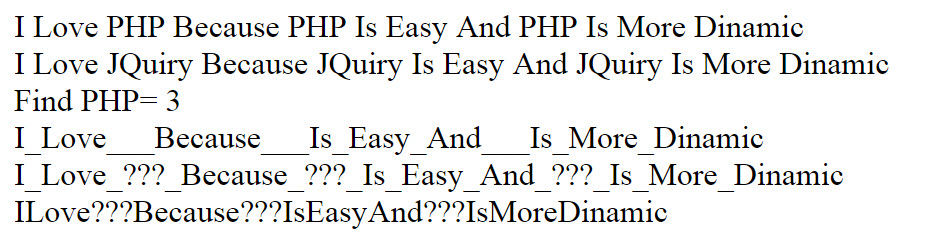 I Love PHP Because PHP Is Easy And PHP Is More Dinamic
I Love JQuiry Because JQuiry Is Easy And JQuiry Is More Dinamic
Find PHP= 3
I_Love___Because___Is_Easy_And___Is_More_Dinamic
I_Love_???_Because_???_Is_Easy_And_???_Is_More_Dinamic
ILove???Because???IsEasyAnd???IsMoreDinamic